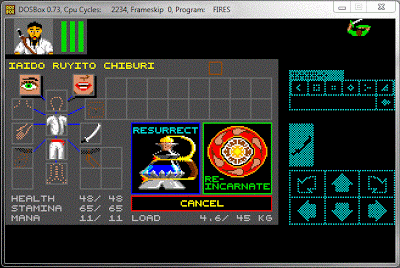 DOSBox 0.73, Cpu Cycles: 2234, Frameskip 0, Program: FIRES
IAIDO RUYITO CHIBURI
RESURRECT
RE-
INCARNATE
CANCEL
HEALTH 48/ 48
STAMINA 65/ 65
MANA 11/ 11 LOAD 4.6/ 45 KG